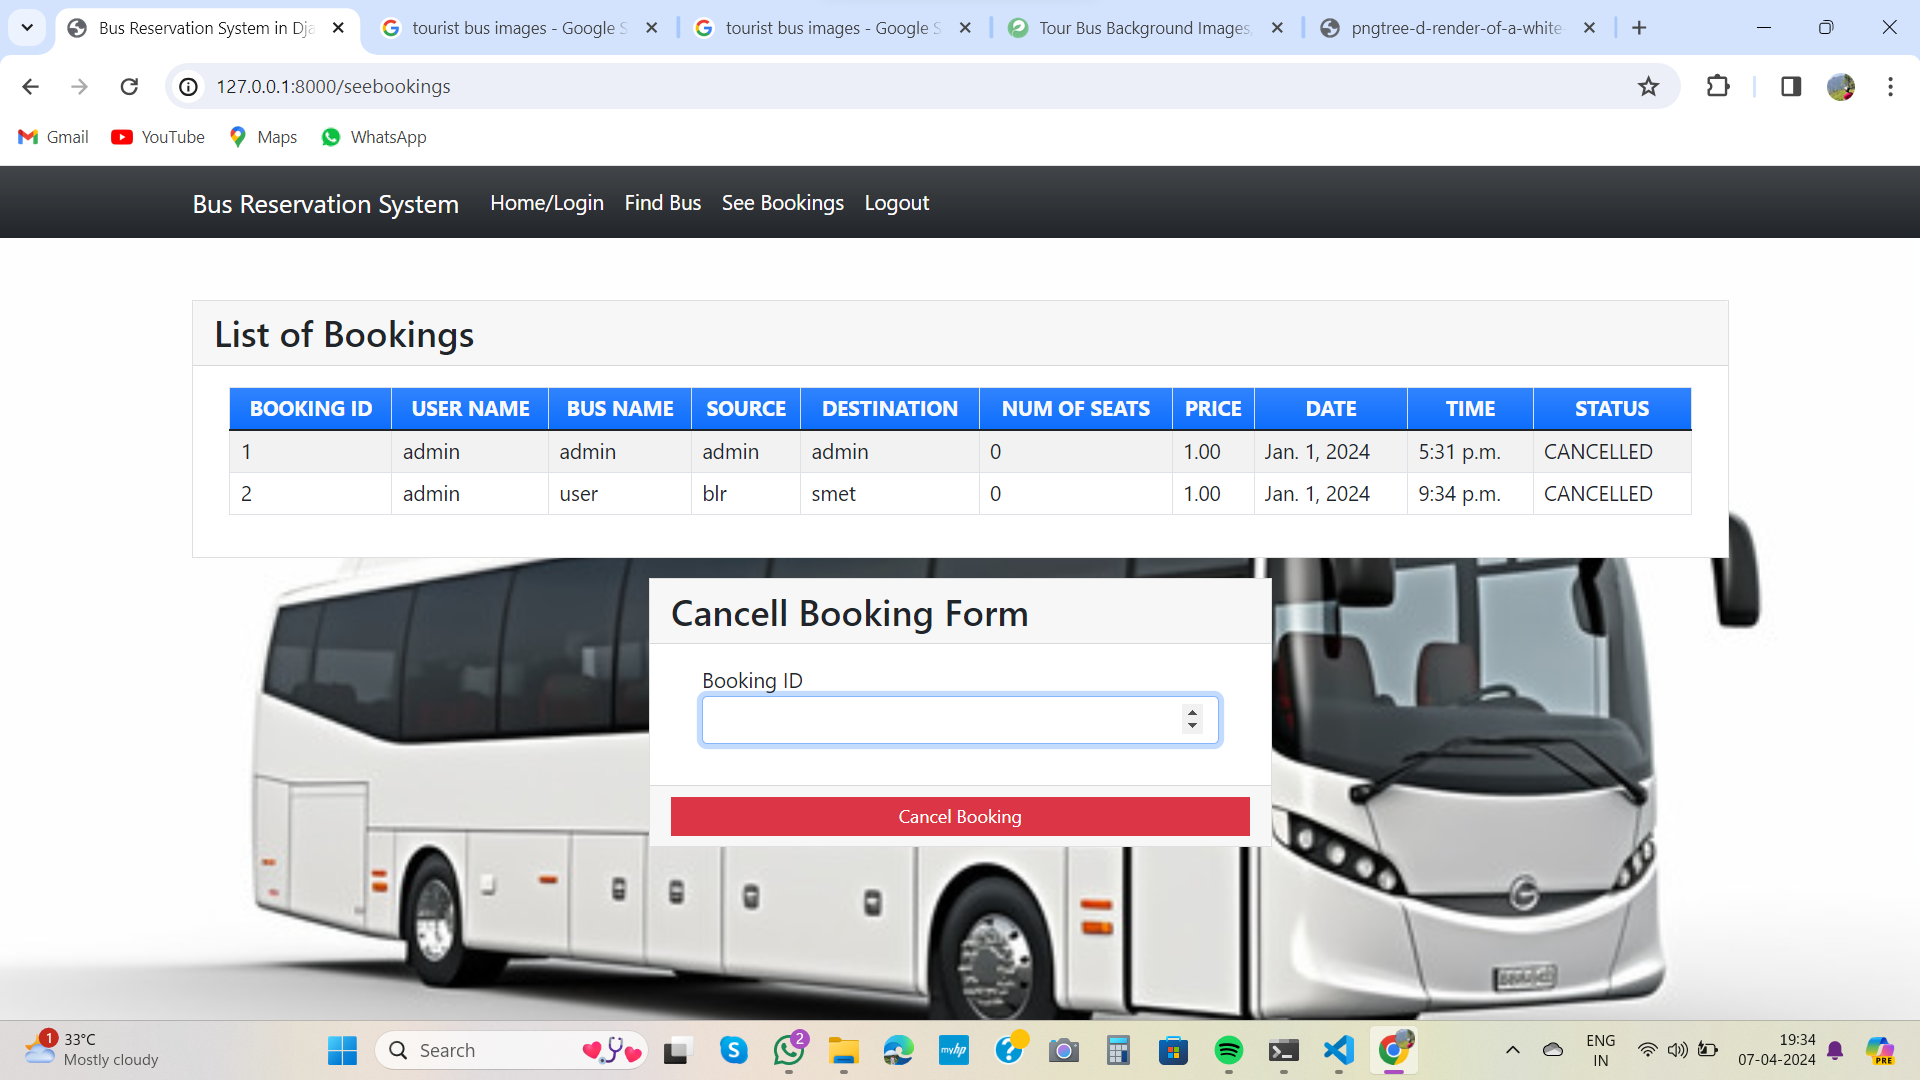 Bus Reservation System in Dja
tourist bus images - Google S
tourist bus images - Google S
Tour Bus Background Images,
pngtree-d-render-of-a-white-
127.0.0.1:8000/seebookings
Gmail YouTube Maps WhatsApp
Bus Reservation System Home/Login Find Bus See Bookings Logout
List of Bookings
BOOKING ID USER NAME BUS NAME SOURCE DESTINATION NUM OF SEATS PRICE DATE TIME STATUS
1 admin admin admin admin 0 1.00 Jan. 1, 2024 5:31 p.m. CANCELLED
2 admin user blr smet 0 1.00 Jan. 1, 2024 9:34 p.m. CANCELLED
Cancell Booking Form
Booking ID
Cancel Booking
1
33°C
Mostly cloudy
Search
2
myhp
ENG
IN
19:34
07-04-2024
PRE